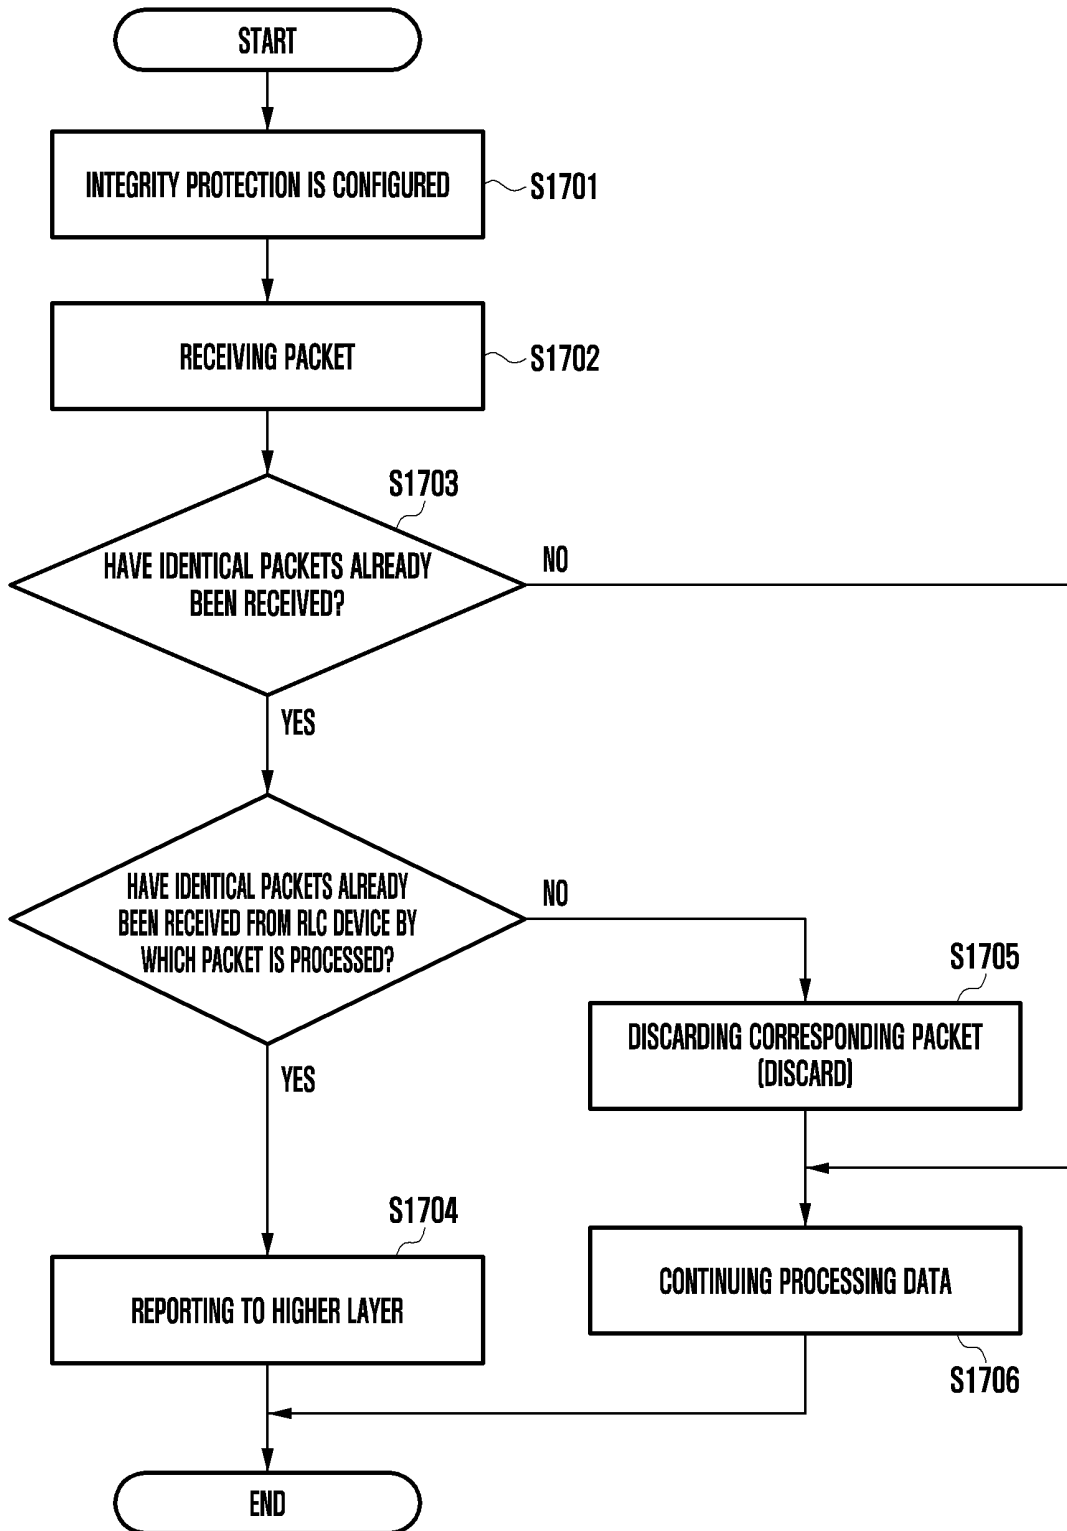 START
INTEGRITY PROTECTION IS CONFIGURED
S1701
RECEIVING PACKET
S1702
S1703
HAVE IDENTICAL PACKETS ALREADY
BEEN RECEIVED?
NO
YES
HAVE IDENTICAL PACKETS ALREADY
BEEN RECEIVED FROM RLC DEVICE BY
WHICH PACKET IS PROCESSED?
NO
YES
S1705
DISCARDING CORRESPONDING PACKET
(DISCARD)
S1704
REPORTING TO HIGHER LAYER
CONTINUING PROCESSING DATA
S1706
END